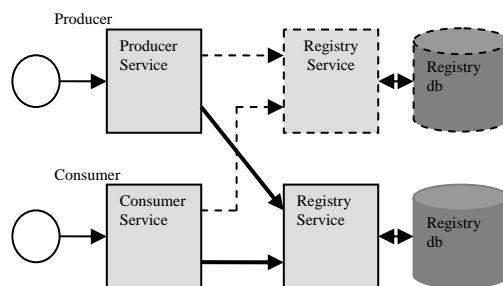 Producer
Producer
Service
Registry
Service
Registry
db
Consumer
Consumer
Service
Registry
Service
Registry
db